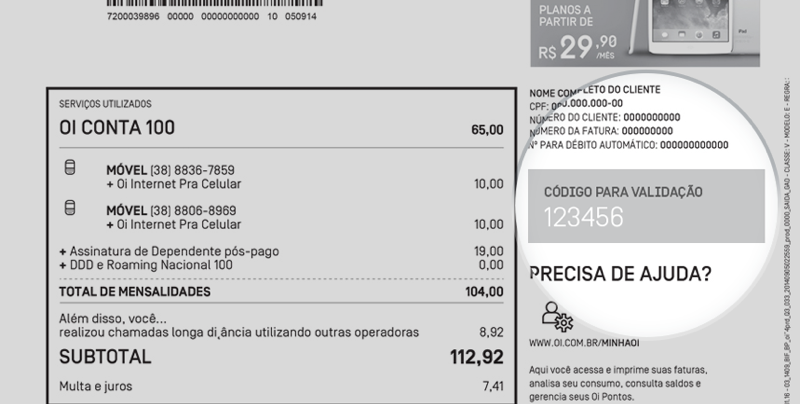 7200039896 00000 00000000000 10 050914
PLANOS A
PARTIR DE
R$ 29,90
/MÊS
SERVIÇOS UTILIZADOS
OI CONTA 100 65,00
MÓVEL (38) 8836-7859
+ Oi Internet Pra Celular 10,00
MÓVEL (38) 8806-8969
+ Oi Internet Pra Celular 10,00
+ Assinatura de Dependente pós-pago 19,00
+ DDD e Roaming Nacional 100 0,00
TOTAL DE MENSALIDADES 104,00
Além disso, você...
realizou chamadas longa di,ância utilizando outras operadoras 8,92
SUBTOTAL 112,92
Multa e juros 7,41
NOME COMPLETO DO CLIENTE
CPF: 000.000.000-00
NÚMERO DO CLIENTE: 0000000000
NÚMERO DA FATURA: 000000000
Nº PARA DÉBITO AUTOMÁTICO: 000000000000
CÓDIGO PARA VALIDAÇÃO
123456
PRECISA DE AJUDA?
WWW.OI.COM.BR/MINHAOI
Aqui você acessa e imprime suas faturas,
analisa seu consumo, consulta saldos e
gerencia seus Oi Pontos.